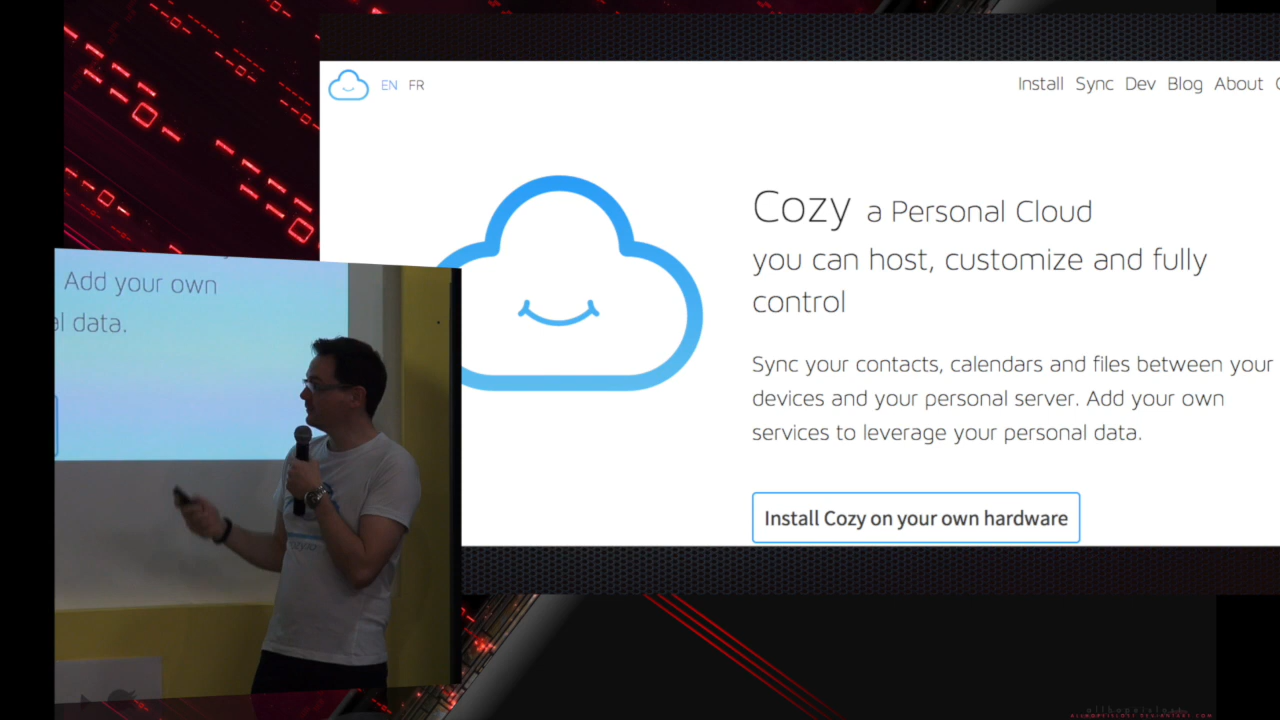 EN FR
Install Sync Dev Blog About
Cozy a Personal Cloud
you can host, customize and fully
control
Sync your contacts, calendars and files between your
devices and your personal server. Add your own
services to leverage your personal data.
Install Cozy on your own hardware
Add your own
al data.